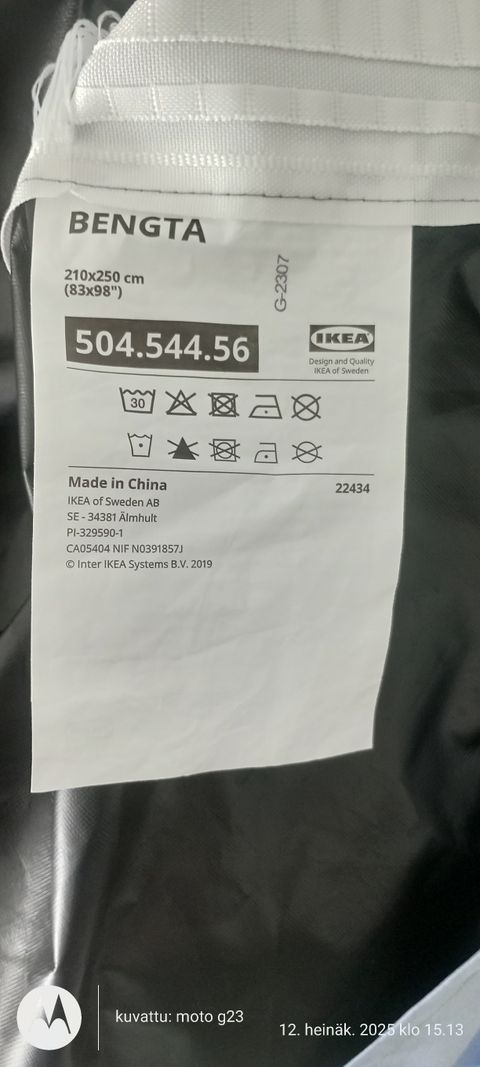 BENGTA
210x250 cm
(83x98")
G-2307
504.544.56
IKEA
Design and Quality
IKEA of Sweden
30
Made in China
22434
IKEA of Sweden AB
SE - 34381 Älmhult
PI-329590-1
CA05404 NIF N0391857J
© Inter IKEA Systems B.V. 2019
kuvattu: moto g23
12. heinäk. 2025 klo 15.13